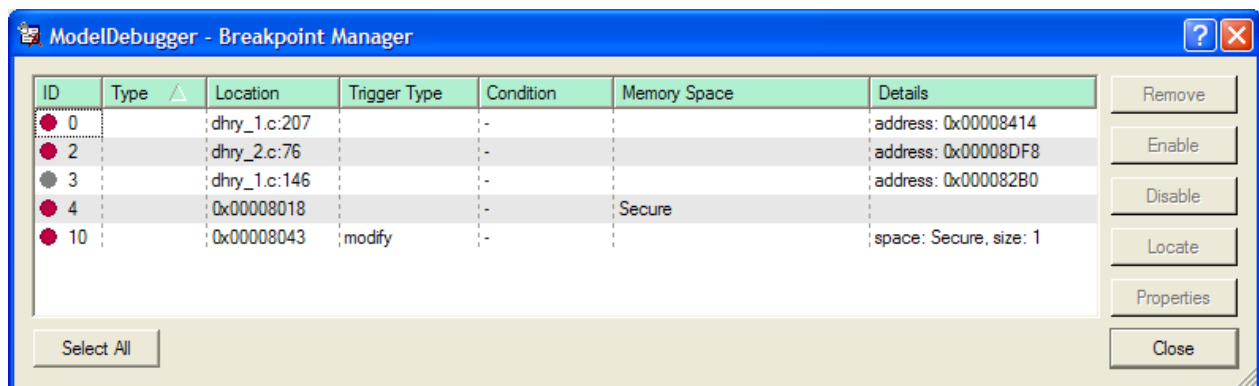 ModelDebugger - Breakpoint Manager
ID Type Location Trigger Type Condition Memory Space Details
0 dhry_1.c:207 - address: 0x00008414
2 dhry_2.c:76 - address: 0x00008DF8
3 dhry_1.c:146 - address: 0x000082B0
4 0x00008018 - Secure
10 0x00008043 modify - space: Secure, size: 1
Remove
Enable
Disable
Locate
Properties
Select All
Close